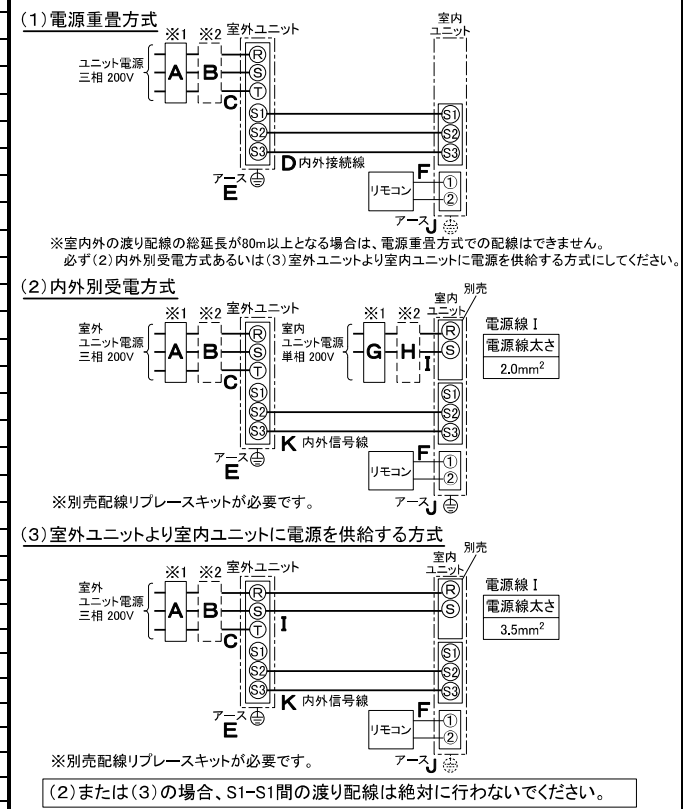 (1)電源重畳方式
※1 ※2 室外ユニット
室内
ユニット
ユニット電源
三相 200V
A B C
R
S
T
S1 S1
S2 S2
S3 S3
D 内外接続線
アース
E
リモコン
F
①
②
アース J
※室内外の渡り配線の総延長が80m以上となる場合は、電源重畳方式での配線はできません。
必ず(2)内外別受電方式あるいは(3)室外ユニットより室内ユニットに電源を供給する方式にしてください。
(2)内外別受電方式
※1 ※2 室外ユニット
※1 ※2
室内
ユニット
別売
室外
ユニット電源
三相 200V
A B C
R
S
T
S1
S2
S3
室内
ユニット電源
単相 200V
G H I
R
S
S1
S2
S3
電源線 I
電源線太さ
2.0mm²
K 内外信号線
アース
E
リモコン
F
①
②
アース J
※別売配線リプレースキットが必要です。
(3)室外ユニットより室内ユニットに電源を供給する方式
※1 ※2 室外ユニット
室内
ユニット
別売
室外
ユニット電源
三相 200V
A B C
R R
S S
T
I
S1 S1
S2 S2
S3 S3
電源線 I
電源線太さ
3.5mm²
K 内外信号線
アース
E
リモコン
F
①
②
アース J
※別売配線リプレースキットが必要です。
(2)または(3)の場合、S1-S1間の渡り配線は絶対に行わないでください。